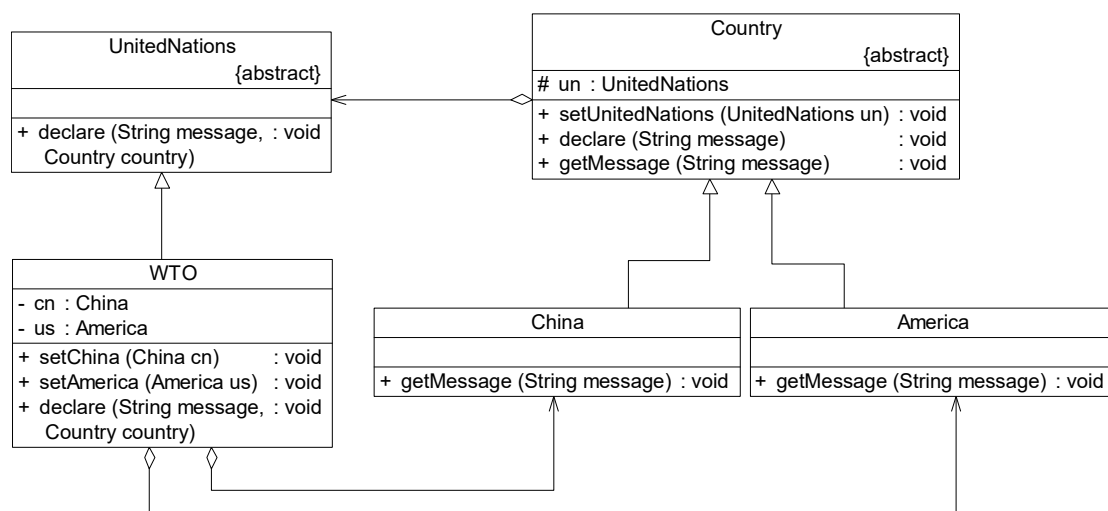 UnitedNations
{abstract}
+ declare (String message, : void
Country country)
Country
{abstract}
# un : UnitedNations
+ setUnitedNations (UnitedNations un) : void
+ declare (String message) : void
+ getMessage (String message) : void
WTO
- cn : China
- us : America
+ setChina (China cn) : void
+ setAmerica (America us) : void
+ declare (String message, : void
Country country)
China
+ getMessage (String message) : void
America
+ getMessage (String message) : void